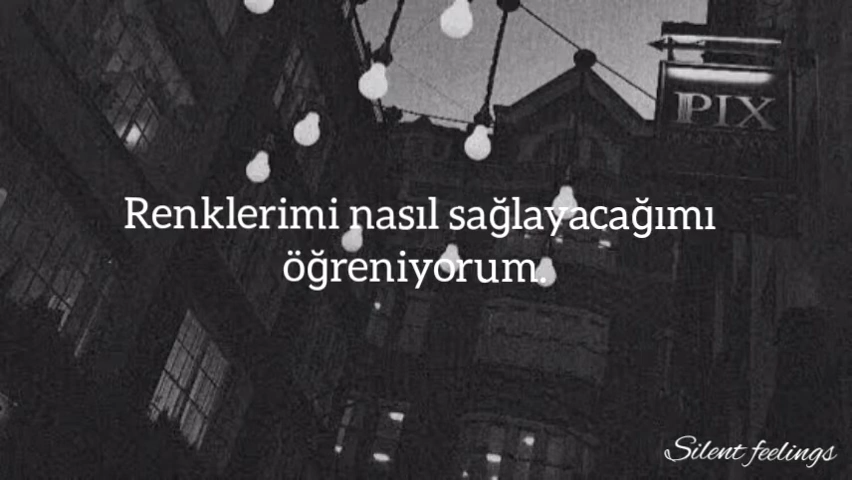 PIX
Renklerimi nasıl sağlayacağımı
öğreniyorum.
Silent feelings